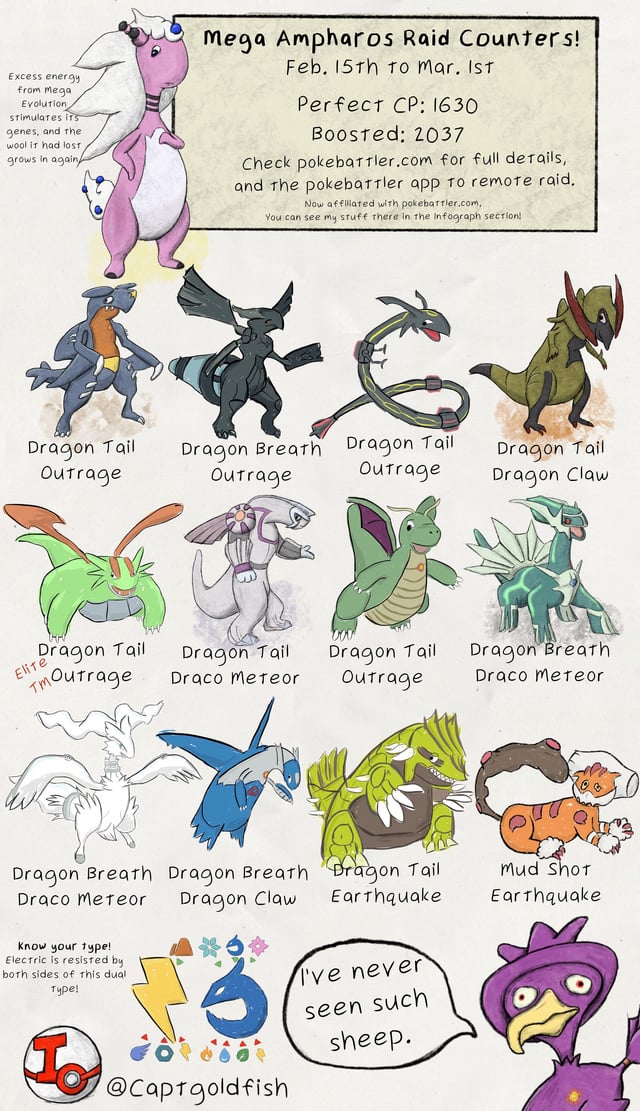 Mega Ampharos Raid Counters!
Feb. 15th to Mar. 1st
Perfect CP: 1630
Boosted: 2037
Check pokebattler.com for full details,
and the pokebattler app to remote raid.
Now affiliated with pokebattler.com,
You can see my stuff there in the Infograph section!
Excess energy
from Mega
Evolution
stimulates its
genes, and the
wool it had lost
grows in again.
Dragon Tail
Outrage
Dragon Breath
Outrage
Dragon Tail
Outrage
Dragon Tail
Dragon Claw
Dragon Tail
Elite
TM
Outrage
Dragon Tail
Draco Meteor
Dragon Tail
Outrage
Dragon Breath
Draco Meteor
Dragon Breath
Draco Meteor
Dragon Breath
Dragon Claw
Dragon Tail
Earthquake
Mud Shot
Earthquake
Know your type!
Electric is resisted by
both sides of this dual
type!
I've never
seen such
sheep.
IC
@Captgoldfish